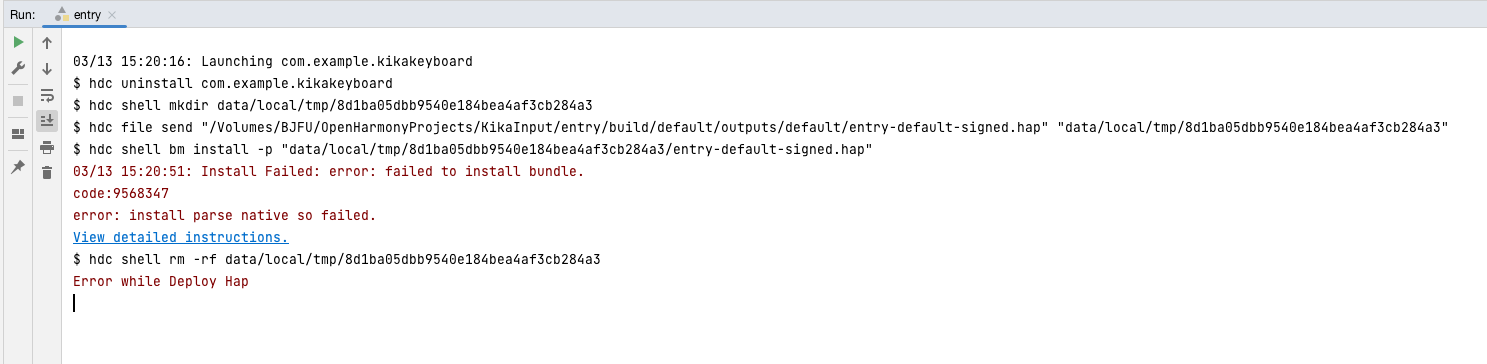 Run: entry
03/13 15:20:16: Launching com.example.kikakeyboard
$ hdc uninstall com.example.kikakeyboard
$ hdc shell mkdir data/local/tmp/8d1ba05dbb9540e184bea4af3cb284a3
$ hdc file send "/Volumes/BJFU/OpenHarmonyProjects/KikaInput/entry/build/default/outputs/default/entry-default-signed.hap" "data/local/tmp/8d1ba05dbb9540e184bea4af3cb284a3"
$ hdc shell bm install -p "data/local/tmp/8d1ba05dbb9540e184bea4af3cb284a3/entry-default-signed.hap"
03/13 15:20:51: Install Failed: error: failed to install bundle.
code:9568347
error: install parse native so failed.
View detailed instructions.
$ hdc shell rm -rf data/local/tmp/8d1ba05dbb9540e184bea4af3cb284a3
Error while Deploy Hap